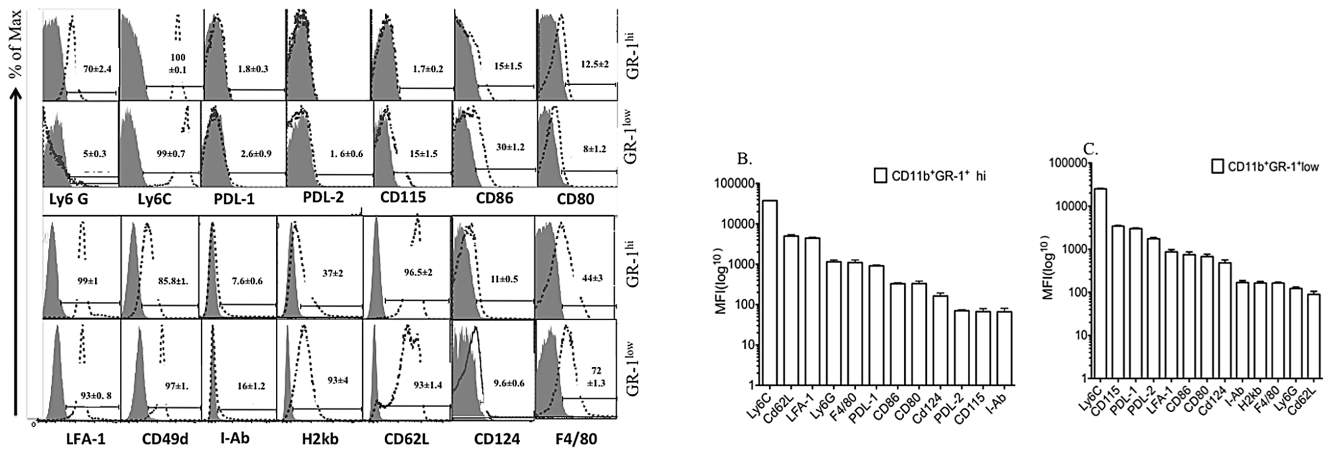 % of Max
70±2.4
100
±0.1
1.8±0.3
1.7±0.2
15±1.5
12.5±2
GR-1hi
5±0.3
99±0.7
2.6±0.9
1. 6±0.6
15±1.5
30±1.2
8±1.2
GR-1low
Ly6 G Ly6C PDL-1 PDL-2 CD115 CD86 CD80
99±1
85.8±1.
7.6±0.6
37±2
96.5±2
11±0.5
44±3
GR-1hi
93±0. 8
97±1.
16±1.2
93±4
93±1.4
9.6±0.6
72
±1.3
GR-1low
0
LFA-1 CD49d I-Ab H2kb CD62L CD124 F4/80
B.
CD11b+GR-1+ hi
MFI(log10)
100000
10000
1000
100
10
1
Ly6C Cd62L LFA-1 Ly6G F4/80 PDL-1 CD86 CD80 Cd124 PDL-2 CD115 I-Ab
C.
CD11b+GR-1+low
MFI(log10)
100000
10000
1000
100
10
1
Ly6C CD115 PDL-1 PDL-2 LFA-1 CD86 CD80 Cd124 I-Ab H2kb F4/80 Ly6G Cd62L